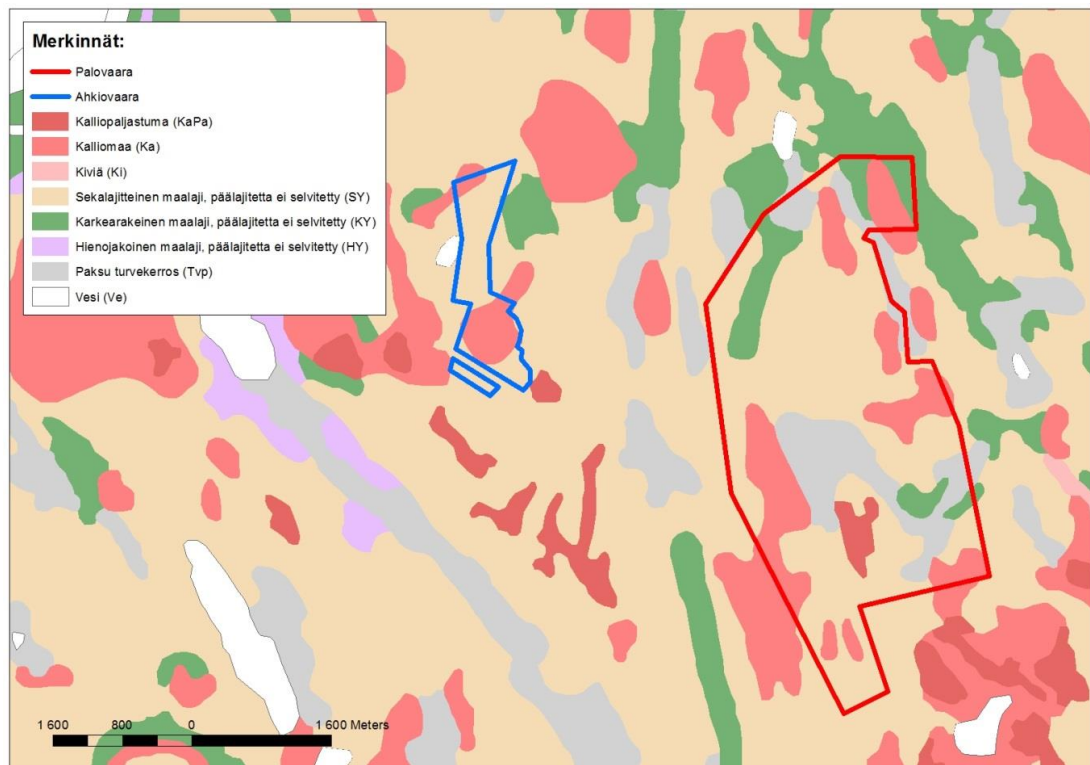 Merkinnät:
Palovaara
Ahkiovaara
Kalliopaljastuma (KaPa)
Kalliomaa (Ka)
Kiviä (Ki)
Sekalajitteinen maalaji, päälajitetta ei selvitetty (SY)
Karkearakeinen maalaji, päälajitetta ei selvitetty (KY)
Hienojakoinen maalaji, päälajitetta ei selvitetty (HY)
Paksu turvekerros (Tvp)
Vesi (Ve)
1 600 800 0 1 600 Meters